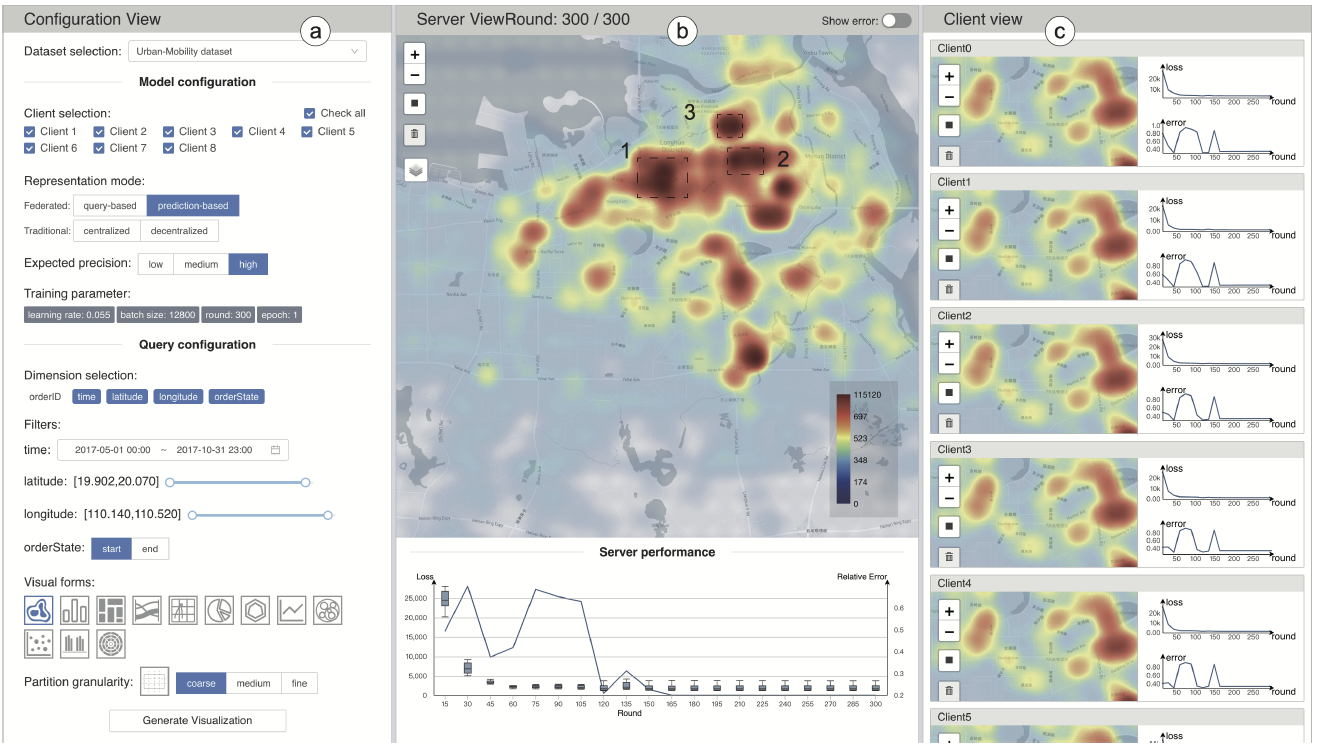 Configuration View
a
Dataset selection: Urban-Mobility dataset
Model configuration
Client selection: Check all
Client 1 Client 2 Client 3 Client 4 Client 5
Client 6 Client 7 Client 8
Representation mode:
Federated: query-based prediction-based
Traditional: centralized decentralized
Expected precision: low medium high
Training parameter:
learning rate: 0.055 batch size: 12800 round: 300 epoch: 1
Query configuration
Dimension selection:
orderID time latitude longitude orderState
Filters:
time: 2017-05-01 00:00 ~ 2017-10-31 23:00
latitude: [19.902,20.070]
longitude: [110.140,110.520]
orderState: start end
Visual forms:
Partition granularity: coarse medium fine
Generate Visualization
Server ViewRound: 300 / 300
b
Show error:
+
−
3
1
2
115120
697
523
348
174
0
Server performance
Loss Relative Error
25,000
20,000
15,000
10,000
5,000
0
0.6
0.5
0.4
0.3
0.2
15 30 45 60 75 90 105 120 135 150 165 180 195 210 225 240 255 270 285 300
Round
Client view
c
Client0
+
−
loss
20k
10k
50 100 150 200 250 round
error
1.0
0.80
0.60
0.40
50 100 150 200 250 round
Client1
+
−
loss
20k
10k
0.00
50 100 150 200 250 round
error
0.80
0.60
0.40
50 100 150 200 250 round
Client2
+
−
loss
30k
20k
10k
0.00
50 100 150 200 250 round
error
0.80
0.60
0.40
50 100 150 200 250 round
Client3
+
−
loss
20k
10k
0.00
50 100 150 200 250 round
error
0.80
0.60
0.40
50 100 150 200 250 round
Client4
+
−
loss
20k
10k
50 100 150 200 250 round
error
0.80
0.60
0.40
50 100 150 200 250 round
Client5
loss
20k